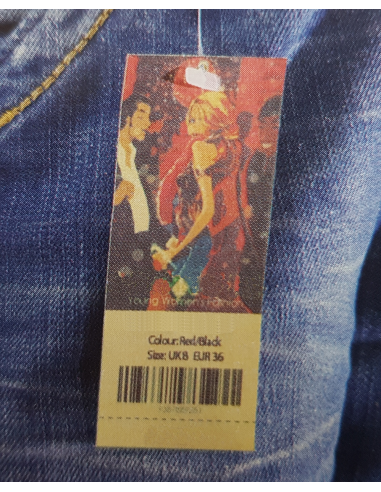 Young Women's Fashion
Colour: Red/Black
Size: UK8 EUR 36